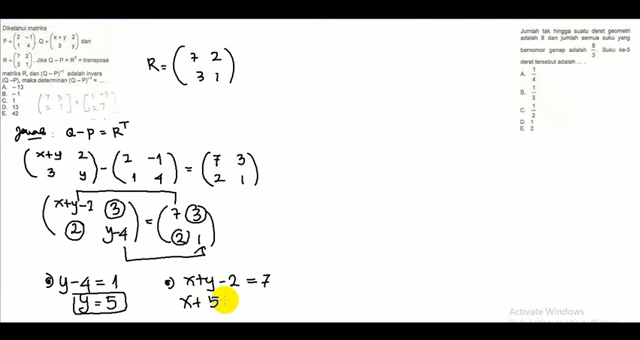 Diketahui matriks
P = (2 -1
1 4), Q = (x+y 2
3 y) dan
R = (7 2
3 1). Jika Q – P = R^T = transpose
matriks R, dan (Q – P)^-1 adalah invers
(Q–P), maka determinan (Q – P)^-1 = ....
A. –13
B. –1
C. 1
D. 13
E. 42
R = (7 2
3 1)
Jawab : Q-P = R^T
(x+y 2
3 y) - (2 -1
1 4) = (7 3
2 1)
(x+y-2 3
2 y-4) = (7 3
2 1)
y-4 = 1
y = 5
x+y-2 = 7
x+5
Jumlah tak hingga suatu deret geometri
adalah 8 dan jumlah semua suku yang
bernomor genap adalah 8/3. Suku ke-5
deret tersebut adalah ....
A. 1/4
B. 1/3
C. 1/2
D. 1
E. 2
Activate Windows